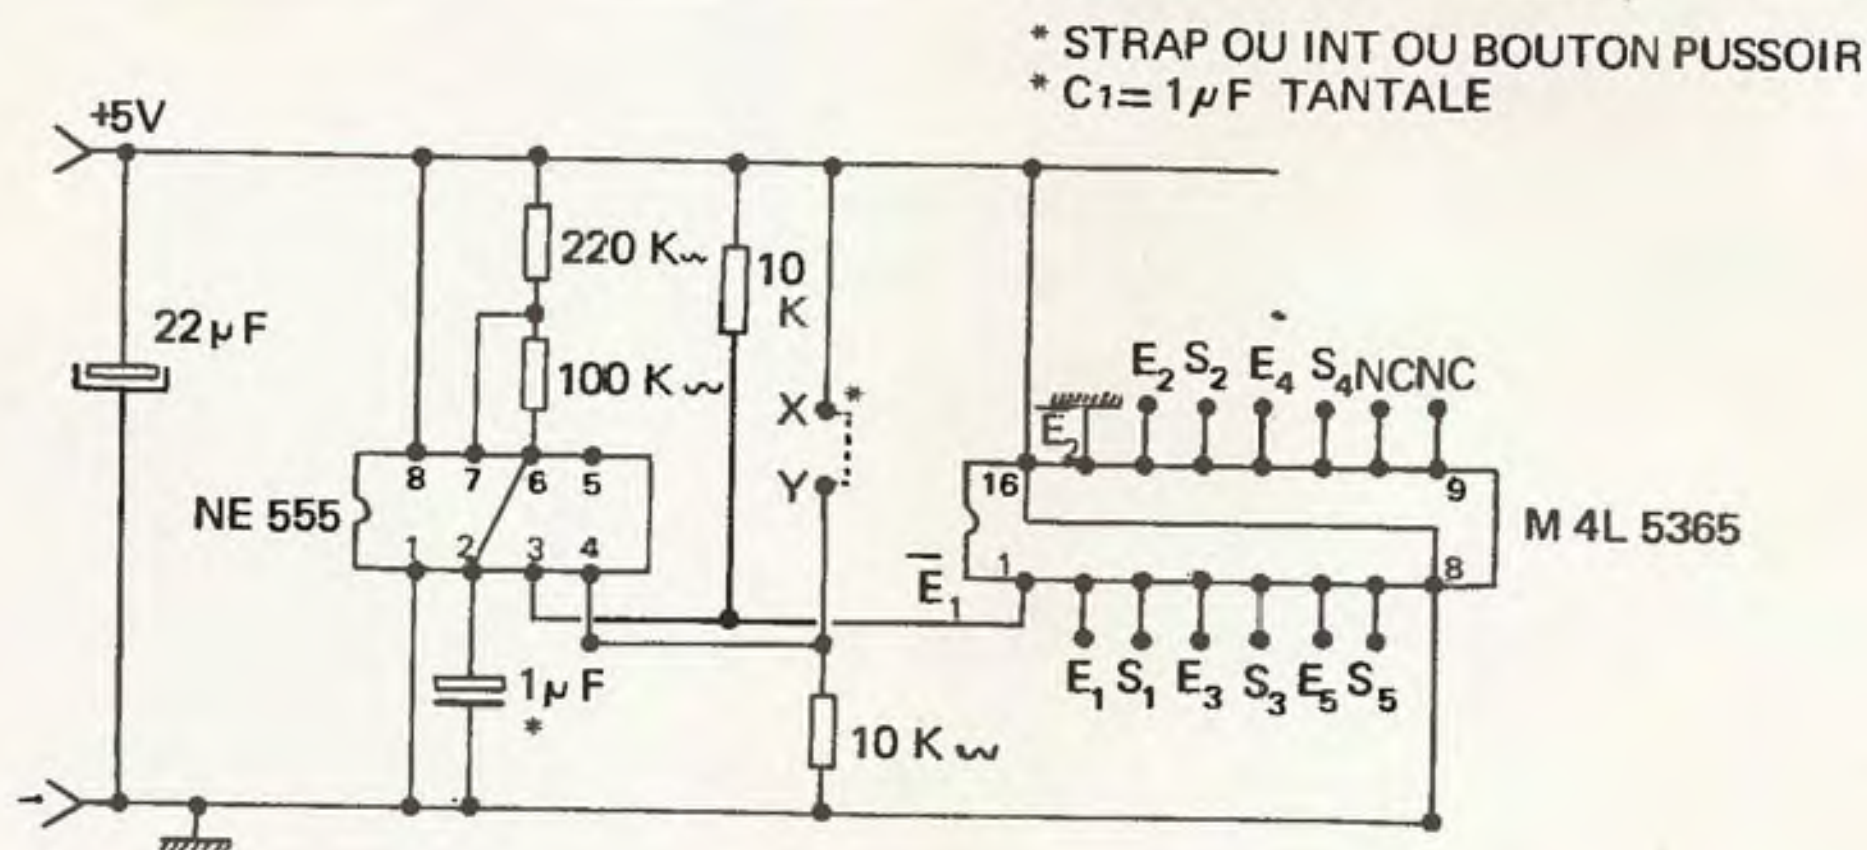 * STRAP OU INT OU BOUTON PUSSOIR
* C1= 1µF TANTALE
+5V
220 K~
10
K
22µF
100 K~
*
X
Y
E2 S2 E4 S4 NC NC
E̅2
8 7 6 5
16
9
NE 555
M 4L 5365
1 2 3 4
1
8
E̅1
E1 S1 E3 S3 E5 S5
1µF
*
10 K~
-